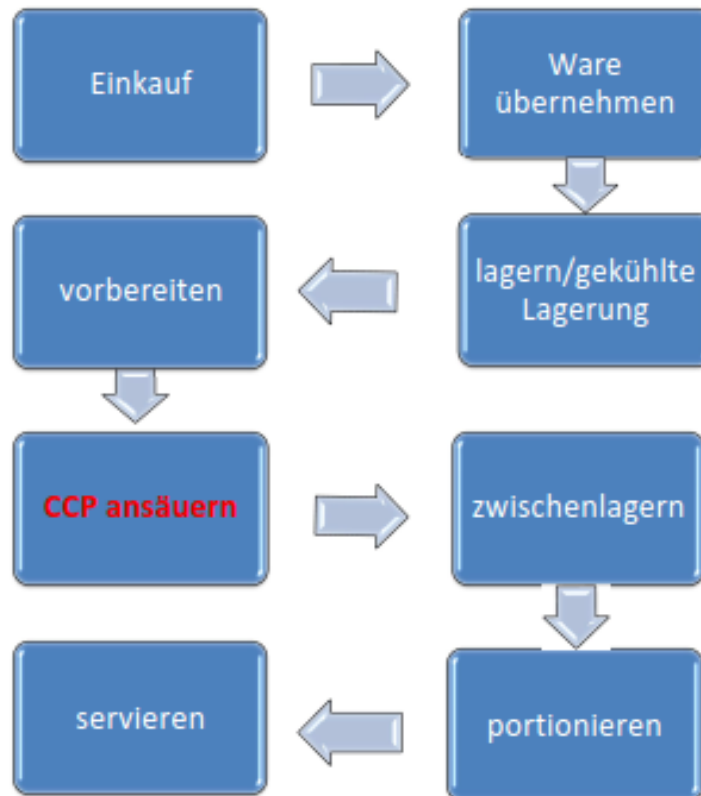 Einkauf
Ware
übernehmen
lagern/gekühlte
Lagerung
vorbereiten
CCP ansäuern
zwischenlagern
portionieren
servieren